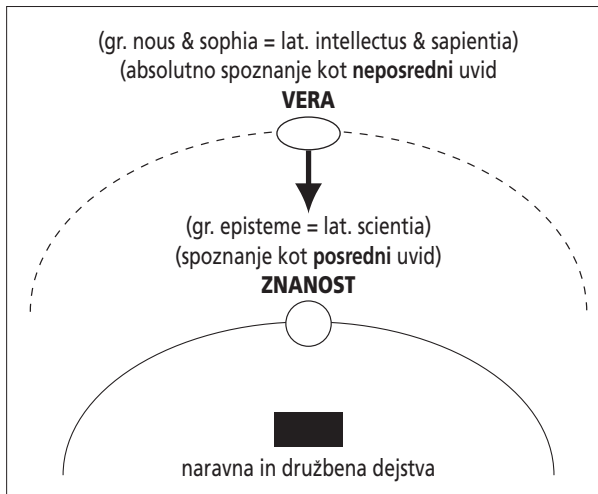 (gr. nous & sophia = lat. intellectus & sapientia)
(absolutno spoznanje kot neposredni uvid
VERA
(gr. episteme = lat. scientia)
(spoznanje kot posredni uvid)
ZNANOST
naravna in družbena dejstva